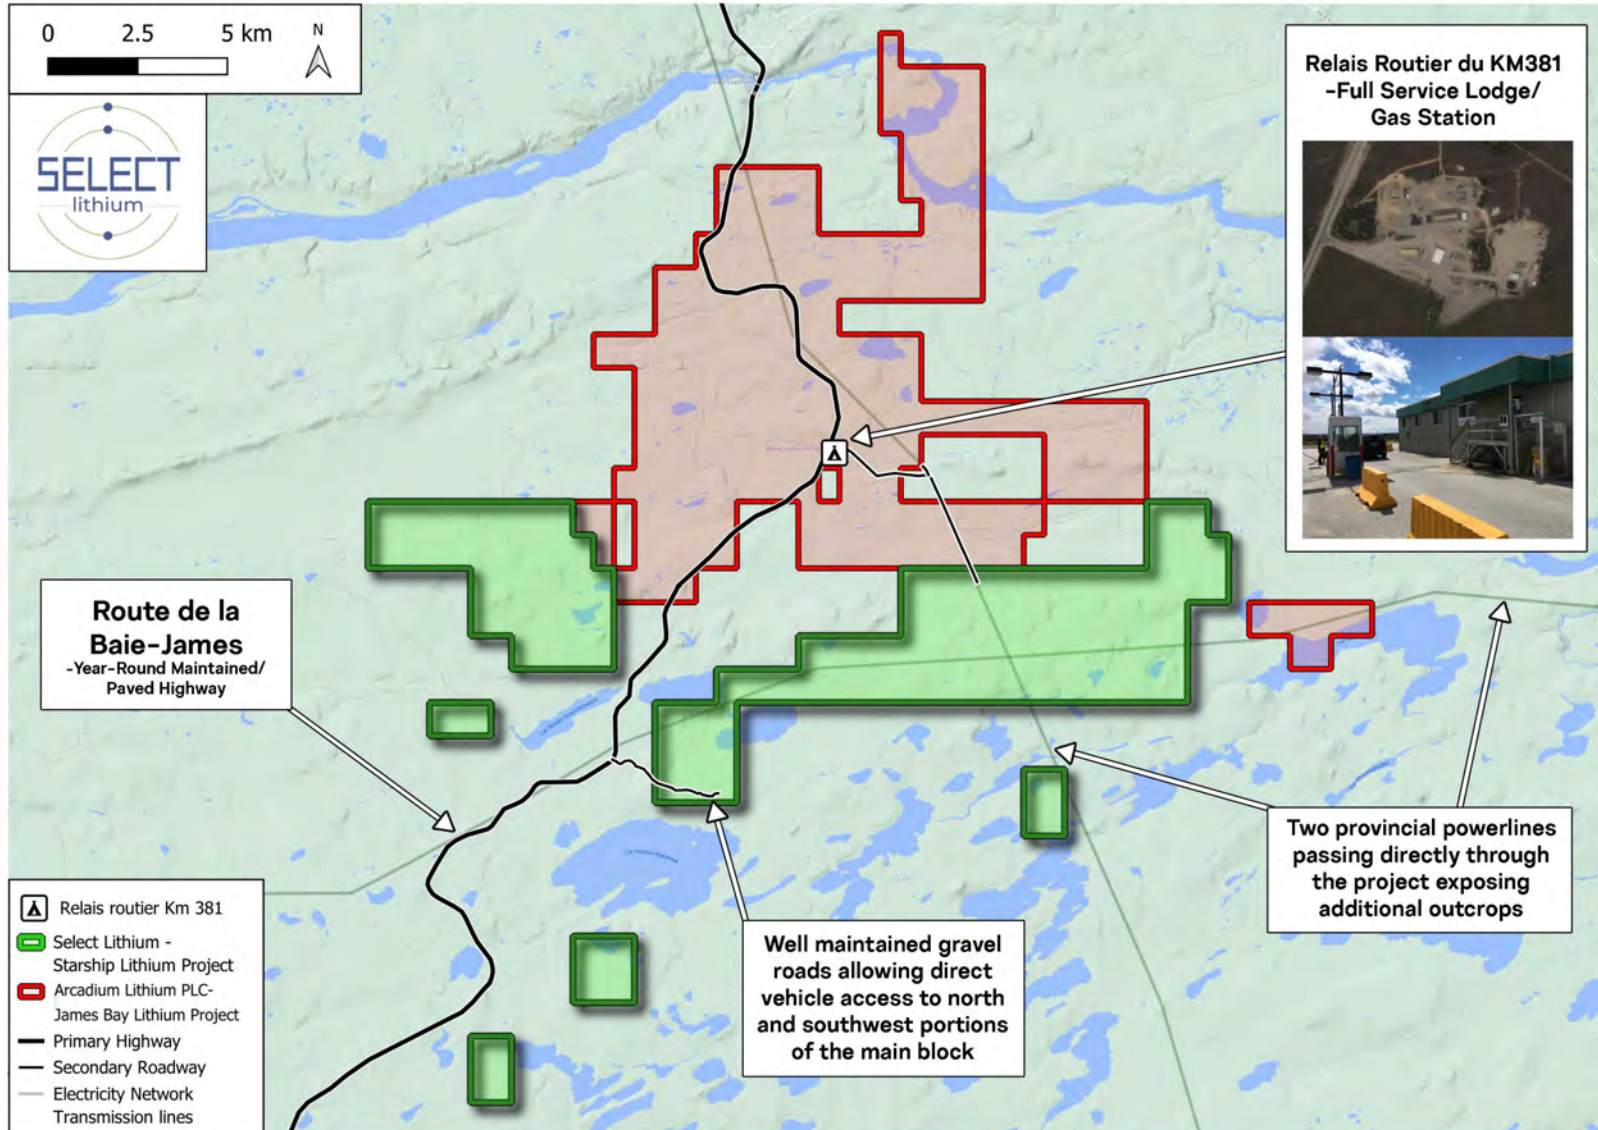 0 2.5 5 km
N
SELECT
lithium
Relais Routier du KM381
-Full Service Lodge/
Gas Station
Route de la
Baie-James
-Year-Round Maintained/
Paved Highway
Two provincial powerlines
passing directly through
the project exposing
additional outcrops
Well maintained gravel
roads allowing direct
vehicle access to north
and southwest portions
of the main block
Relais routier Km 381
Select Lithium -
Starship Lithium Project
Arcadium Lithium PLC-
James Bay Lithium Project
Primary Highway
Secondary Roadway
Electricity Network
Transmission lines